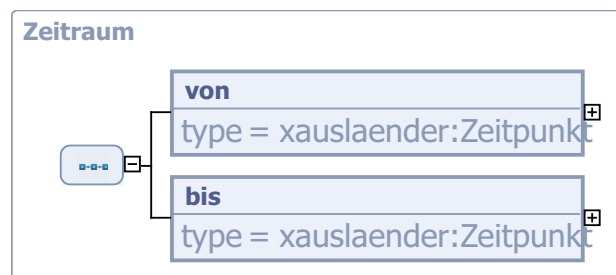 Zeitraum
von
type = xauslaender:Zeitpunkt
bis
type = xauslaender:Zeitpunkt